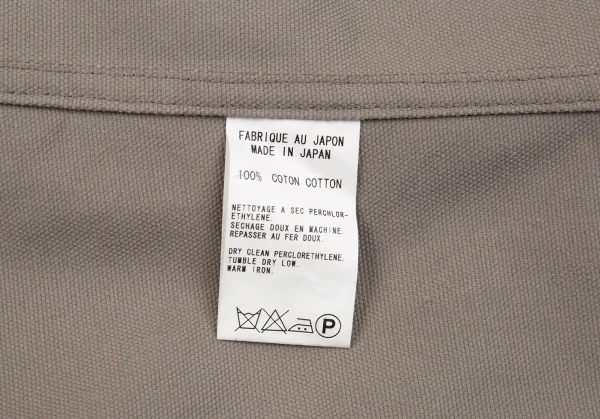 FABRIQUE AU JAPON
MADE IN JAPAN
100% COTON COTTON
NETTOYAGE A SEC PERCHLOR-
ETHYLENE.
SECHAGE DOUX EN MACHINE.
REPASSER AU FER DOUX.
DRY CLEAN PERCLORETHYLENE.
TUMBLE DRY LOW.
WARM IRON.
P